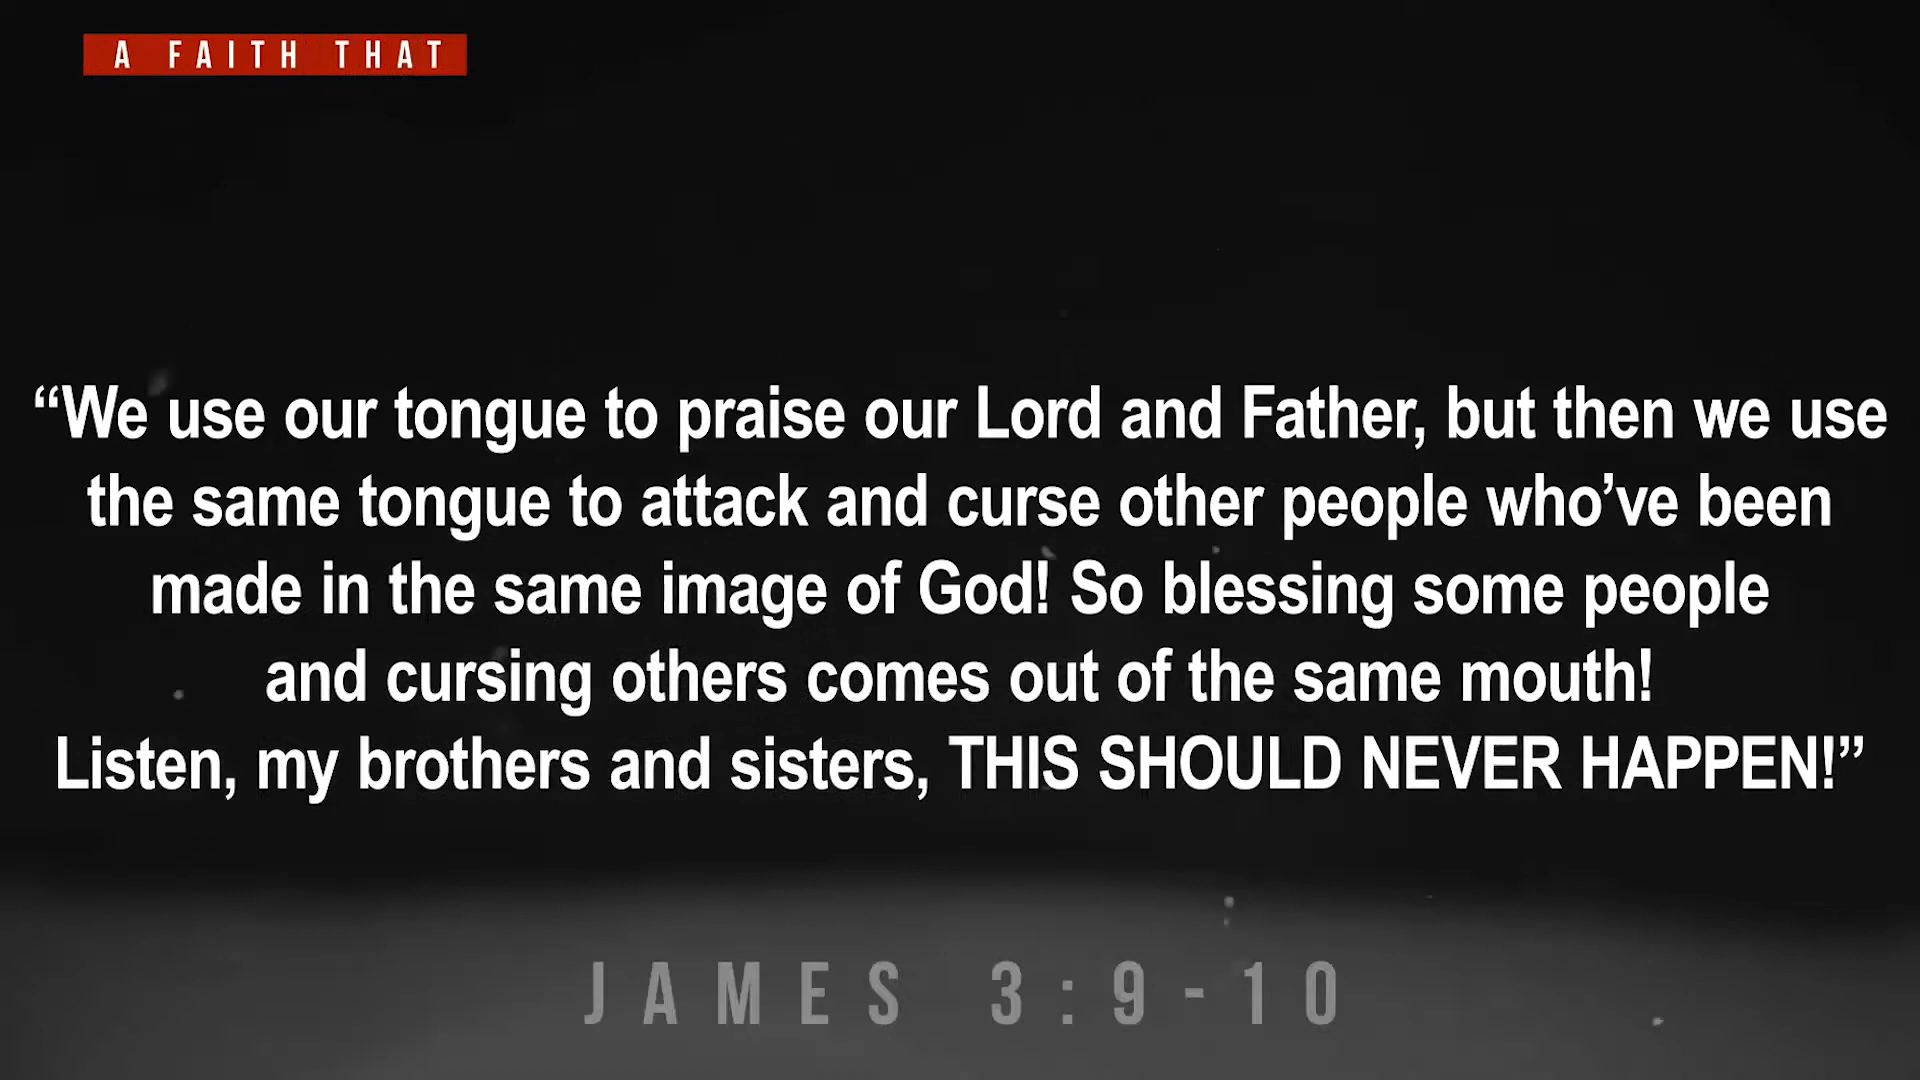 A FAITH THAT
“We use our tongue to praise our Lord and Father, but then we use
the same tongue to attack and curse other people who’ve been
made in the same image of God! So blessing some people
and cursing others comes out of the same mouth!
Listen, my brothers and sisters, THIS SHOULD NEVER HAPPEN!”
JAMES 3:9-10